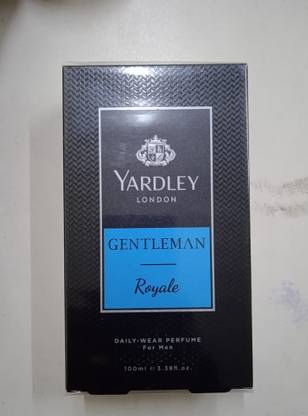 YARDLEY
LONDON
GENTLEMAN
Royale
DAILY-WEAR PERFUME
For Men
100ml e 3.38fl.oz.